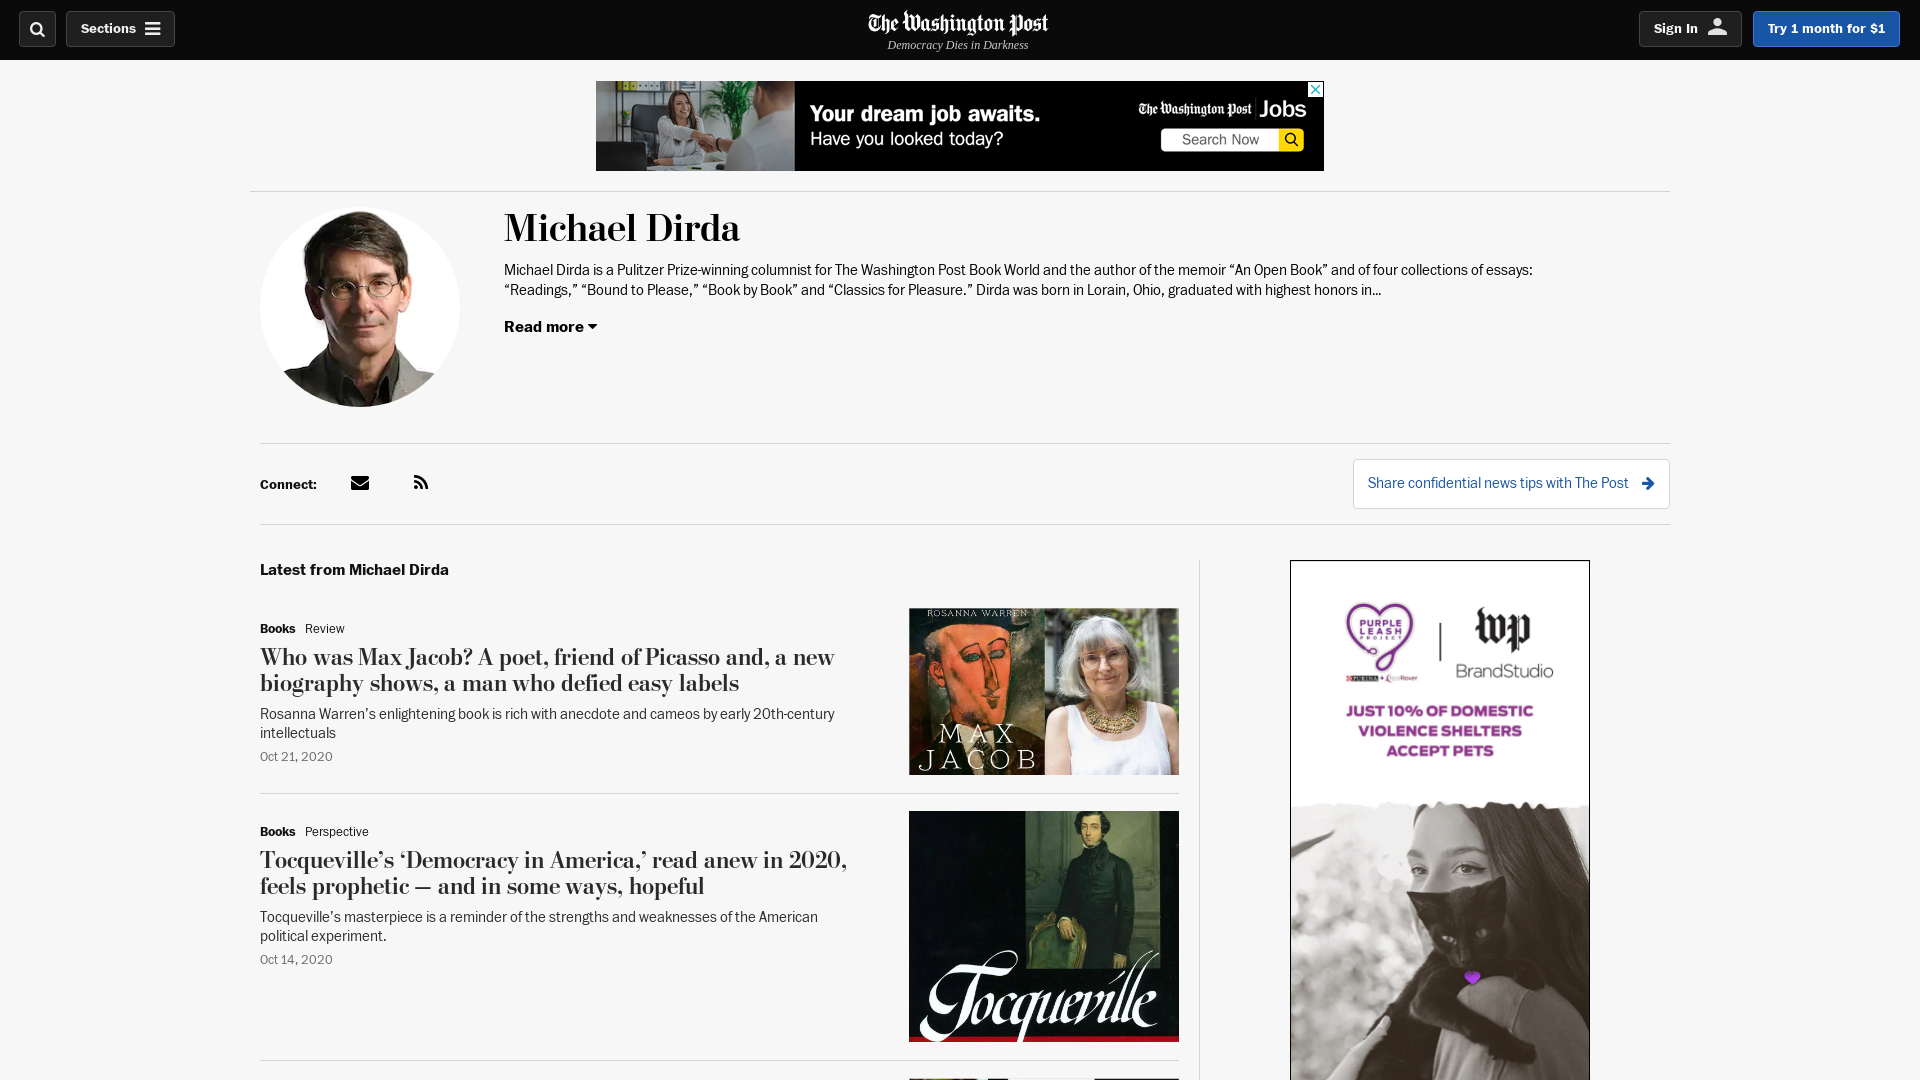 Sections
The Washington Post
Democracy Dies in Darkness
Sign In
Try 1 month for $1
Your dream job awaits.
Have you looked today?
The Washington Post Jobs
Search Now
Michael Dirda
Michael Dirda is a Pulitzer Prize-winning columnist for The Washington Post Book World and the author of the memoir “An Open Book” and of four collections of essays:
“Readings,” “Bound to Please,” “Book by Book” and “Classics for Pleasure.” Dirda was born in Lorain, Ohio, graduated with highest honors in...
Read more
Connect:
Share confidential news tips with The Post
Latest from Michael Dirda
Books Review
Who was Max Jacob? A poet, friend of Picasso and, a new
biography shows, a man who defied easy labels
Rosanna Warren’s enlightening book is rich with anecdote and cameos by early 20th-century
intellectuals
Oct 21, 2020
ROSANNA WARREN
MAX
JACOB
Books Perspective
Tocqueville’s ‘Democracy in America,’ read anew in 2020,
feels prophetic — and in some ways, hopeful
Tocqueville’s masterpiece is a reminder of the strengths and weaknesses of the American
political experiment.
Oct 14, 2020
Tocqueville
PURPLE
LEASH
PROJECT
PURINA + RedRover
wp
BrandStudio
JUST 10% OF DOMESTIC
VIOLENCE SHELTERS
ACCEPT PETS